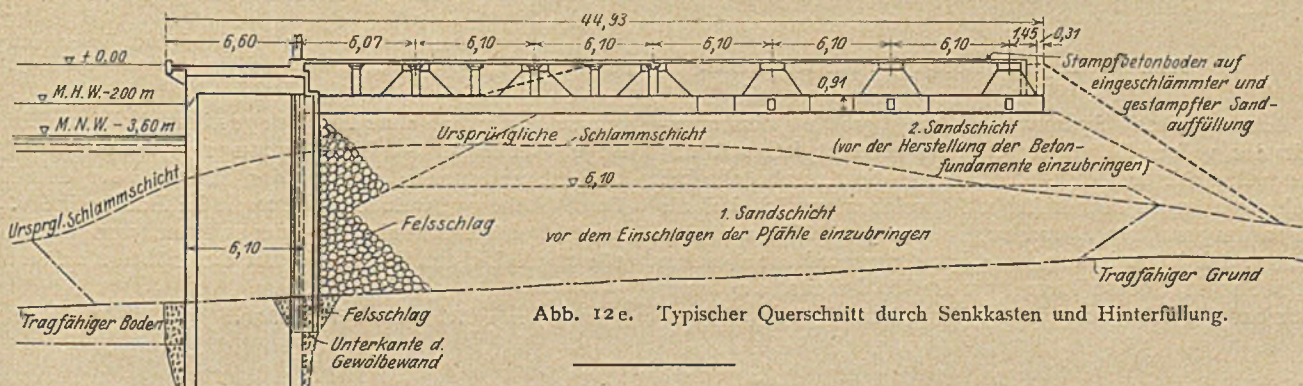 44,93
6,60 6,07 6,10 6,10 6,10 6,10 6,10 1,45 0,31
± 0,00
M.H.W.-2,00 m
M.N.W. - 3,60 m
0,91
Stampfbetonboden auf
eingeschlämmter und
gestampfter Sand-
auffüllung
Ursprüngliche Schlammschicht
2. Sandschicht
(vor der Herstellung der Beton-
fundamente einzubringen)
Ursprgl. Schlammschicht
6,10
6,10
Felsschlag
1. Sandschicht
vor dem Einschlagen der Pfähle einzubringen
Tragfähiger Grund
Tragfähiger Boden
Felsschlag
Unterkante d.
Gewölbewand
Abb. 12e. Typischer Querschnitt durch Senkkasten und Hinterfüllung.